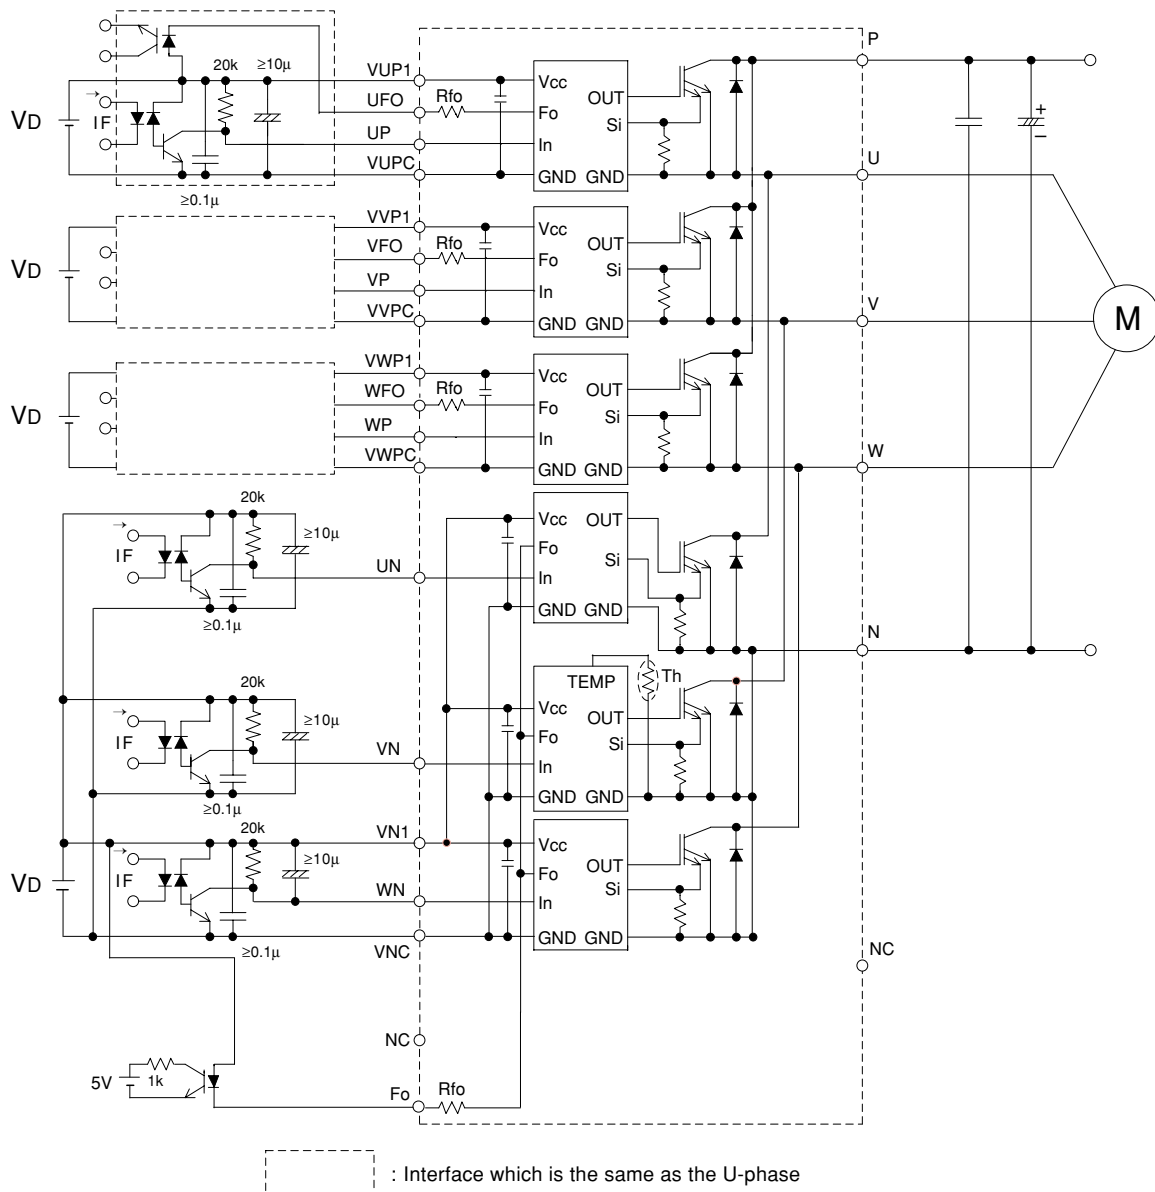 P
20k ≥10µ VUP1 Vcc
UFO Rfo Fo OUT
VD IF Si
UP In
U
VUPC GND GND
≥0.1µ
VVP1 Vcc
VFO Rfo Fo OUT
VD Si
VP In
V
VVPC GND GND
M
VWP1 Vcc
WFO Rfo Fo OUT
VD Si
WP In
W
VWPC GND GND
20k
≥10µ Vcc OUT
IF Fo Si
UN In
GND GND
≥0.1µ
N
TEMP Th
20k
≥10µ Vcc OUT
IF Fo Si
VN In
GND GND
≥0.1µ
20k VN1 Vcc
≥10µ OUT
IF Fo Si
VD
WN In
GND GND
≥0.1µ VNC
NC
NC
5V 1k
Fo Rfo
+
–
: Interface which is the same as the U-phase